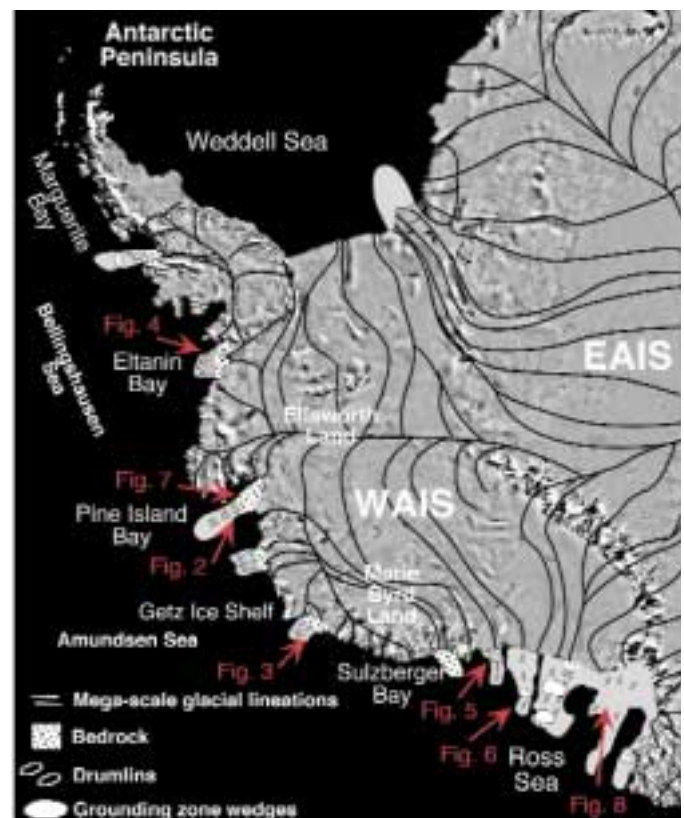 Antarctic
Peninsula
Weddell Sea
Marguerite
Bay
Bellingshausen
Sea
Fig. 4
Eltanin
Bay
EAIS
Ellsworth
Land
Fig. 7
Pine Island
Bay
WAIS
Fig. 2
Marie
Byrd
Land
Getz Ice Shelf
Amundsen Sea
Fig. 3
Sulzberger
Bay
Fig. 5
Fig. 6
Ross
Sea
Fig. 8
Mega-scale glacial lineations
Bedrock
Drumlins
Grounding zone wedges